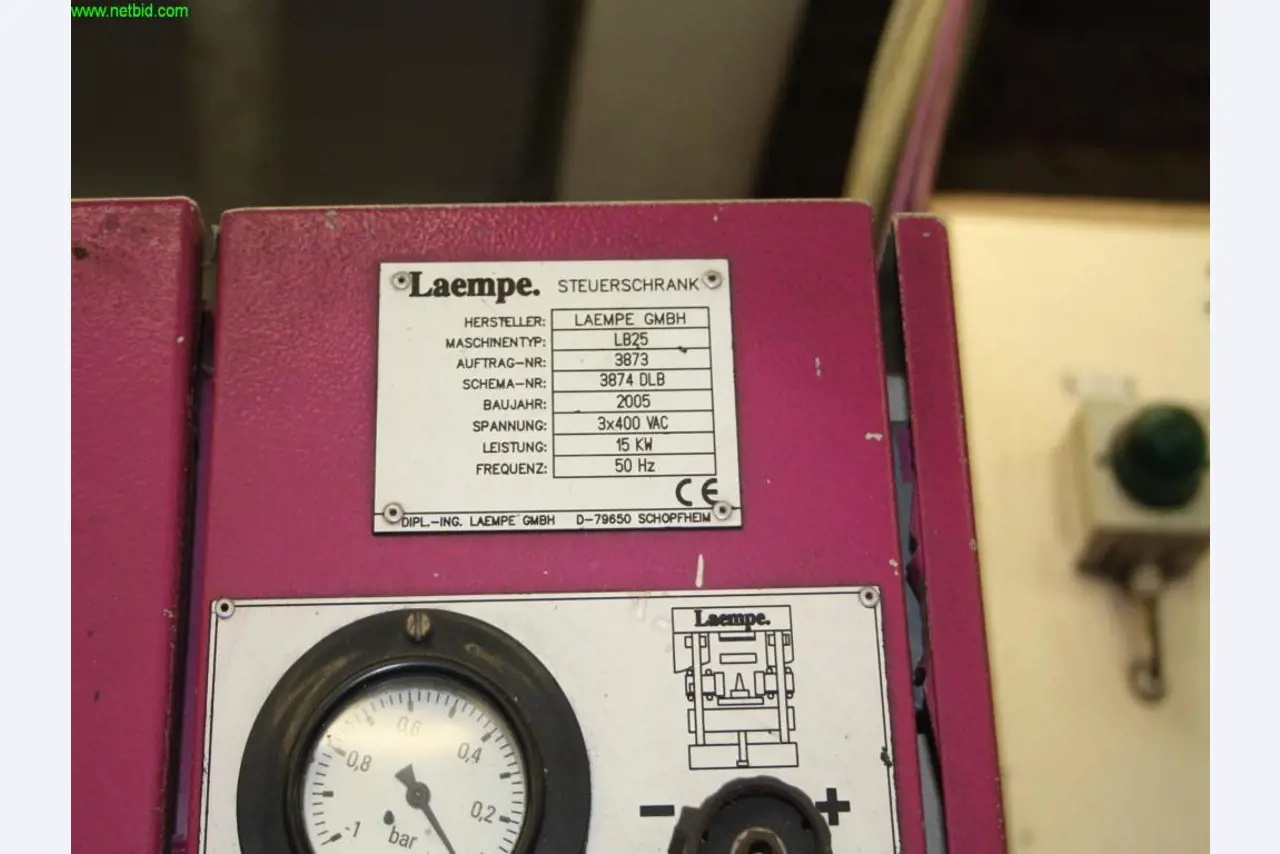 www.netbid.com
Laempe. STEUERSCHRANK
HERSTELLER: LAEMPE GMBH
MASCHINENTYP: LB25
AUFTRAG-NR: 3873
SCHEMA-NR: 3874 DLB
BAUJAHR: 2005
SPANNUNG: 3x400 VAC
LEISTUNG: 15 KW
FREQUENZ: 50 Hz
CE
DIPL.-ING. LAEMPE GMBH D-79650 SCHOPFHEIM
Laempe.
0,6
0,8 0,4
0,2
-1 bar
- +